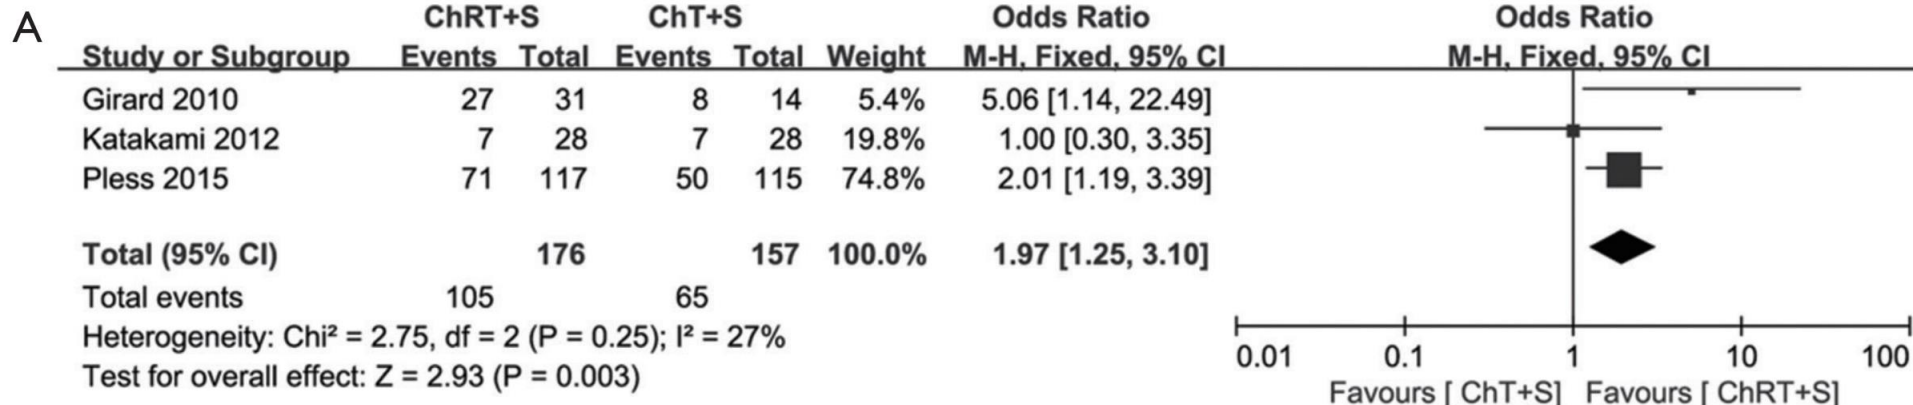 A
ChRT+S ChT+S Odds Ratio Odds Ratio
Study or Subgroup Events Total Events Total Weight M-H, Fixed, 95% CI M-H, Fixed, 95% CI
Girard 2010 27 31 8 14 5.4% 5.06 [1.14, 22.49]
Katakami 2012 7 28 7 28 19.8% 1.00 [0.30, 3.35]
Pless 2015 71 117 50 115 74.8% 2.01 [1.19, 3.39]
Total (95% CI) 176 157 100.0% 1.97 [1.25, 3.10]
Total events 105 65
Heterogeneity: Chi² = 2.75, df = 2 (P = 0.25); I² = 27%
Test for overall effect: Z = 2.93 (P = 0.003)
0.01 0.1 1 10 100
Favours [ ChT+S] Favours [ ChRT+S]